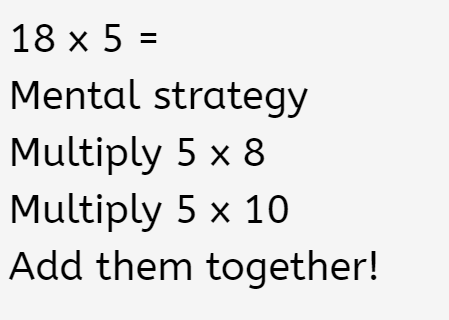 18 x 5 =
Mental strategy
Multiply 5 x 8
Multiply 5 x 10
Add them together!